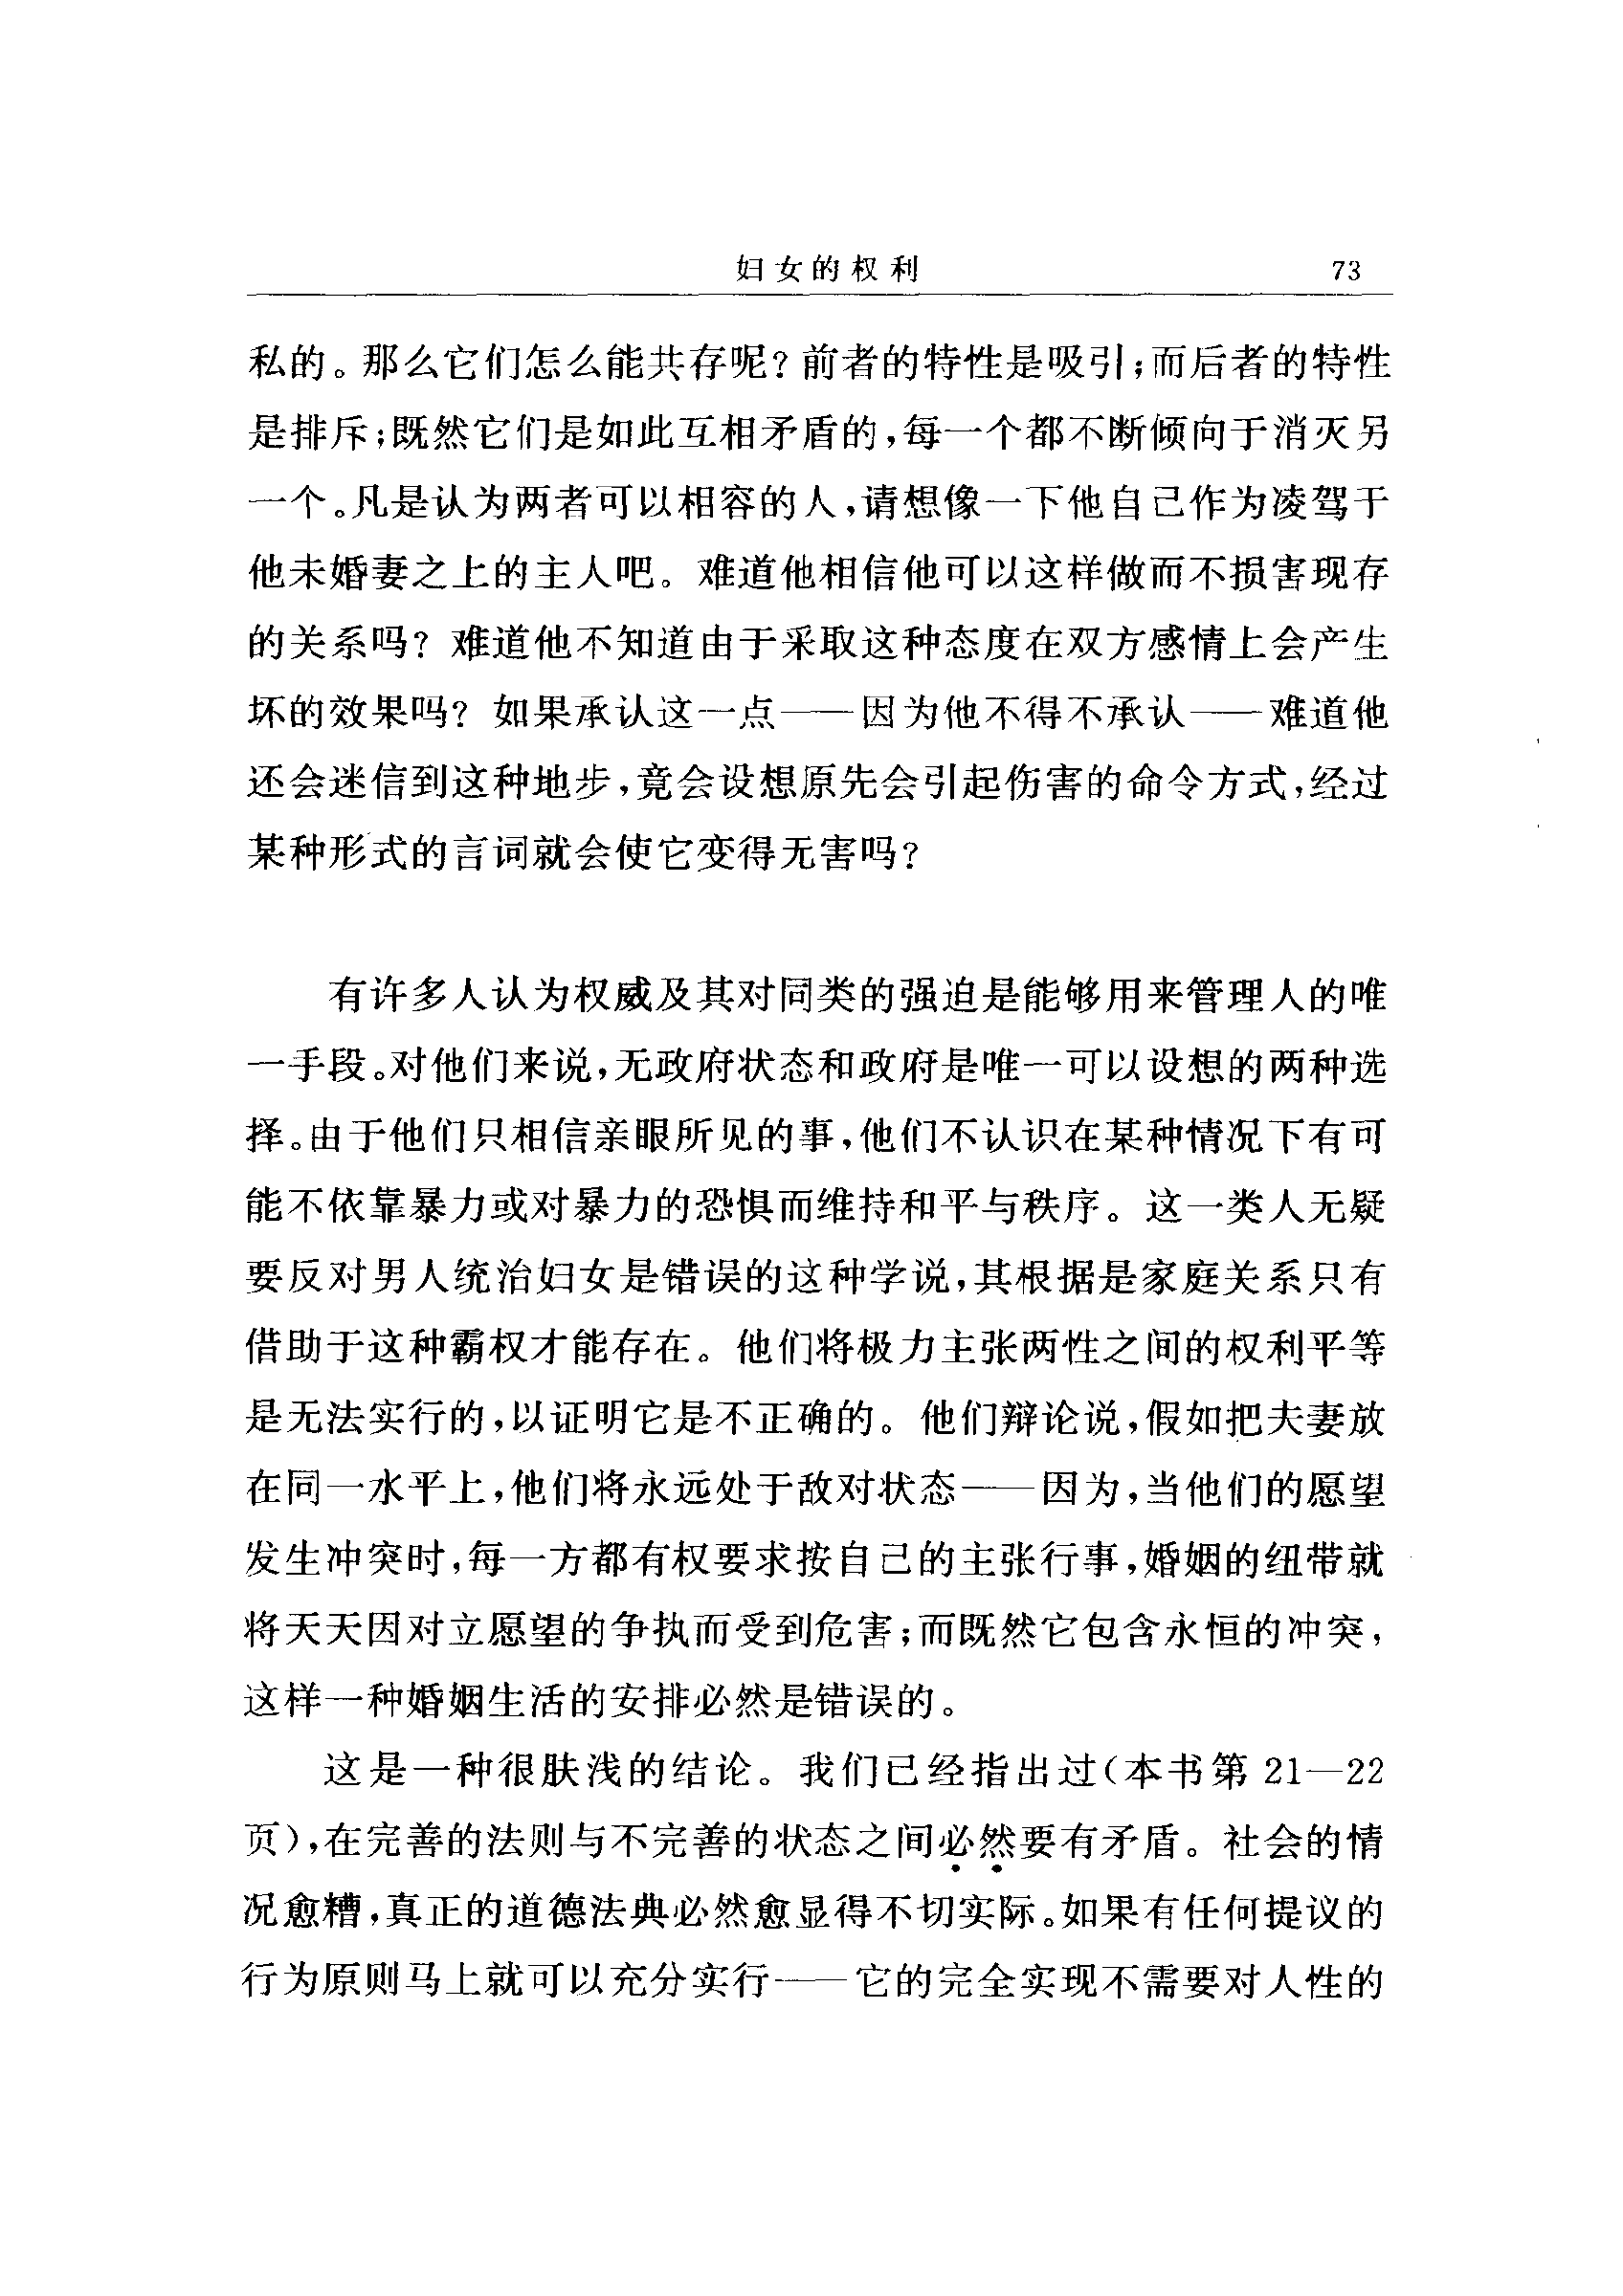 妇女的权利 73
私的。那么它们怎么能共存呢？前者的特性是吸引；而后者的特性
是排斥；既然它们是如此互相矛盾的，每一个都不断倾向于消灭另
一个。凡是认为两者可以相容的人，请想像一下他自己作为凌驾于
他未婚妻之上的主人吧。难道他相信他可以这样做而不损害现存
的关系吗？难道他不知道由于采取这种态度在双方感情上会产生
坏的效果吗？如果承认这一点——因为他不得不承认——难道他
还会迷信到这种地步，竟会设想原先会引起伤害的命令方式，经过
某种形式的言词就会使它变得无害吗？
有许多人认为权威及其对同类的强迫是能够用来管理人的唯
一手段。对他们来说，无政府状态和政府是唯一可以设想的两种选
择。由于他们只相信亲眼所见的事，他们不认识在某种情况下有可
能不依靠暴力或对暴力的恐惧而维持和平与秩序。这一类人无疑
要反对男人统治妇女是错误的这种学说，其根据是家庭关系只有
借助于这种霸权才能存在。他们将极力主张两性之间的权利平等
是无法实行的，以证明它是不正确的。他们辩论说，假如把夫妻放
在同一水平上，他们将永远处于敌对状态——因为，当他们的愿望
发生冲突时，每一方都有权要求按自己的主张行事，婚姻的纽带就
将天天因对立愿望的争执而受到危害；而既然它包含永恒的冲突，
这样一种婚姻生活的安排必然是错误的。
这是一种很肤浅的结论。我们已经指出过（本书第 21—22
页），在完善的法则与不完善的状态之间必然要有矛盾。社会的情
况愈糟，真正的道德法典必然愈显得不切实际。如果有任何提议的
行为原则马上就可以充分实行——它的完全实现不需要对人性的